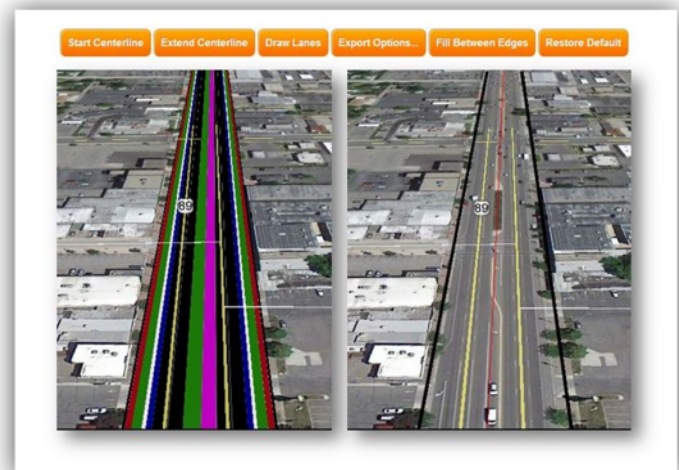 Start Centerline
Extend Centerline
Draw Lanes
Export Options...
Fill Between Edges
Restore Default
89
89